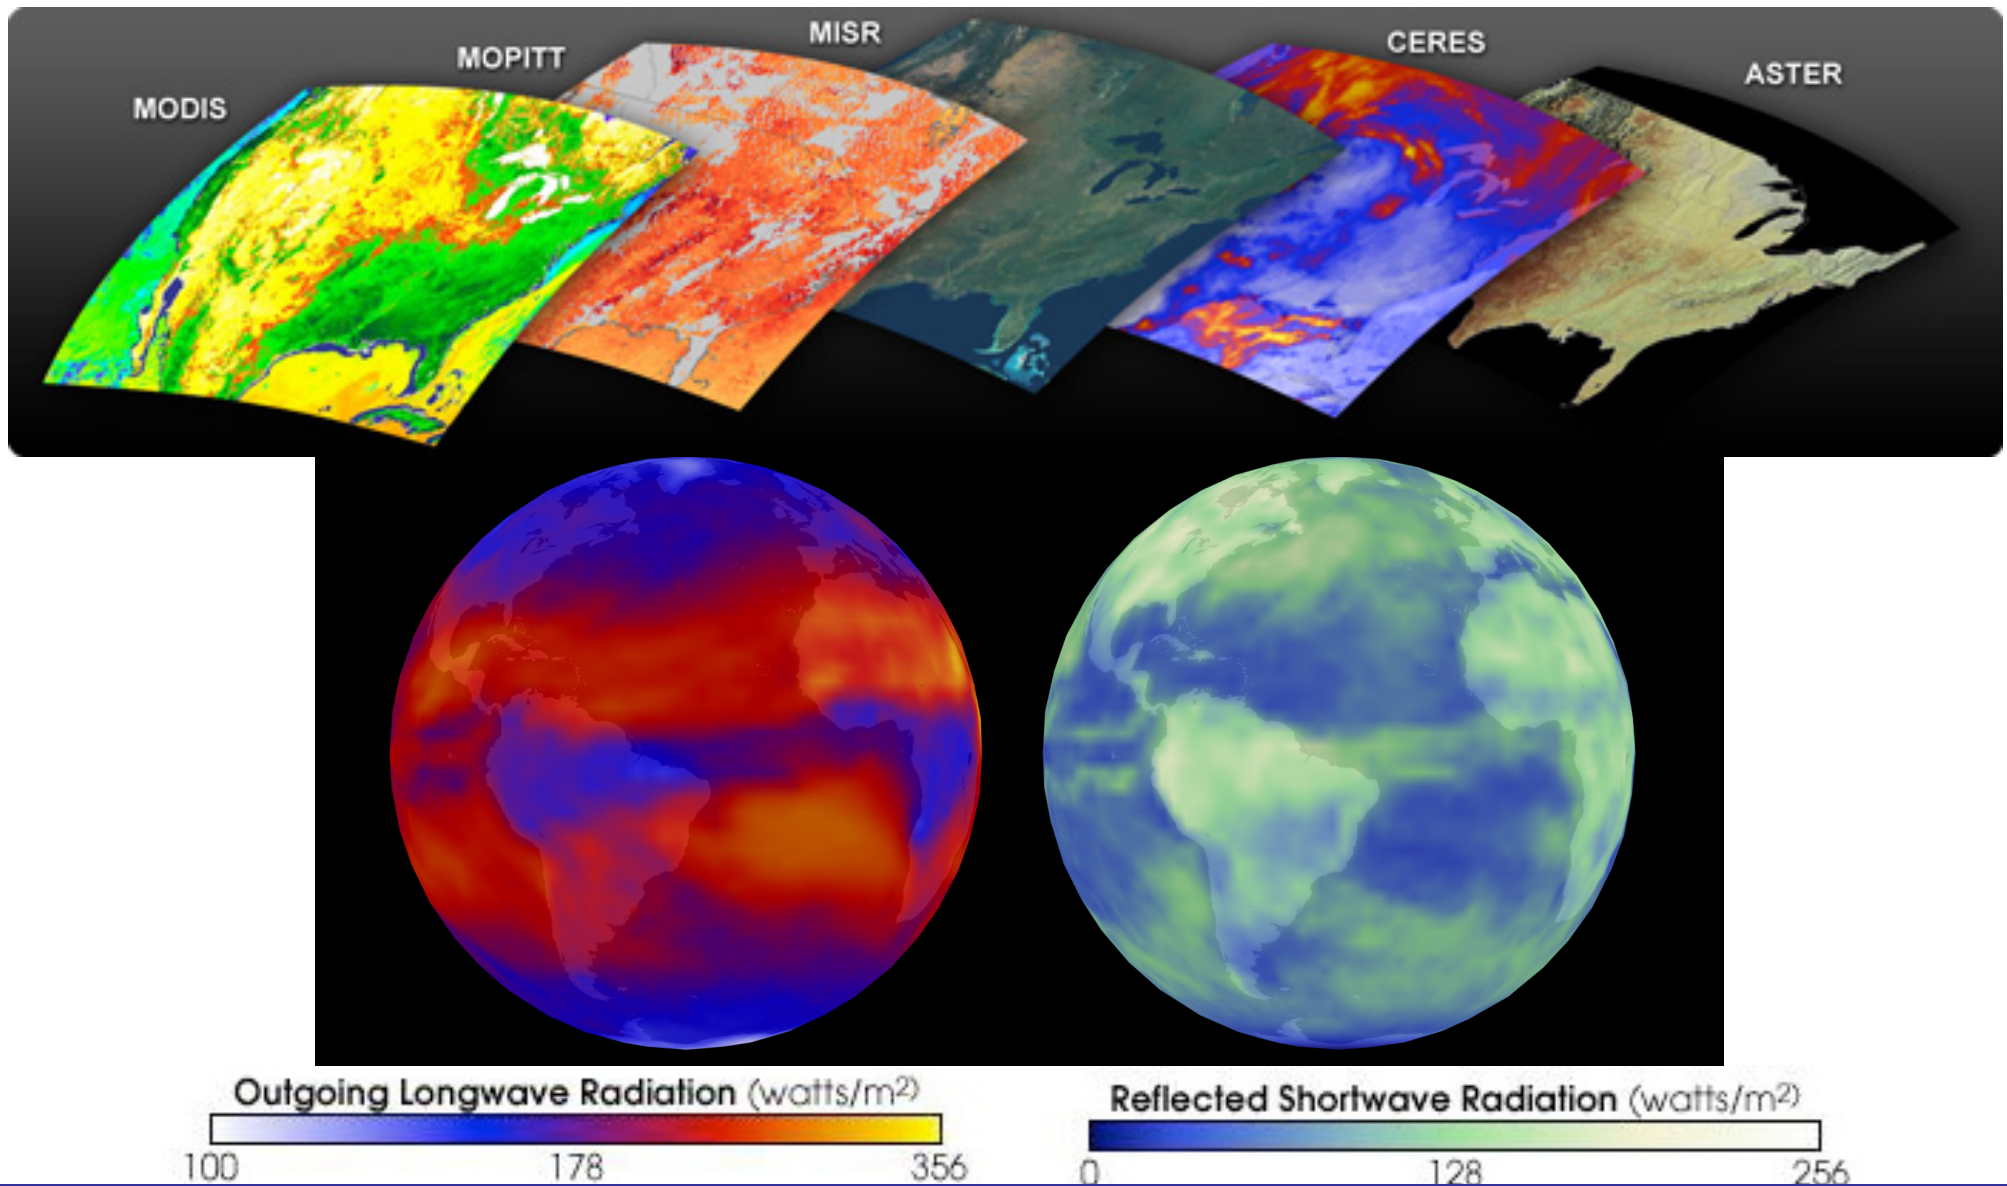 MODIS
MOPITT
MISR
CERES
ASTER
Outgoing Longwave Radiation (watts/m2)
100 178 356
Reflected Shortwave Radiation (watts/m2)
0 128 256